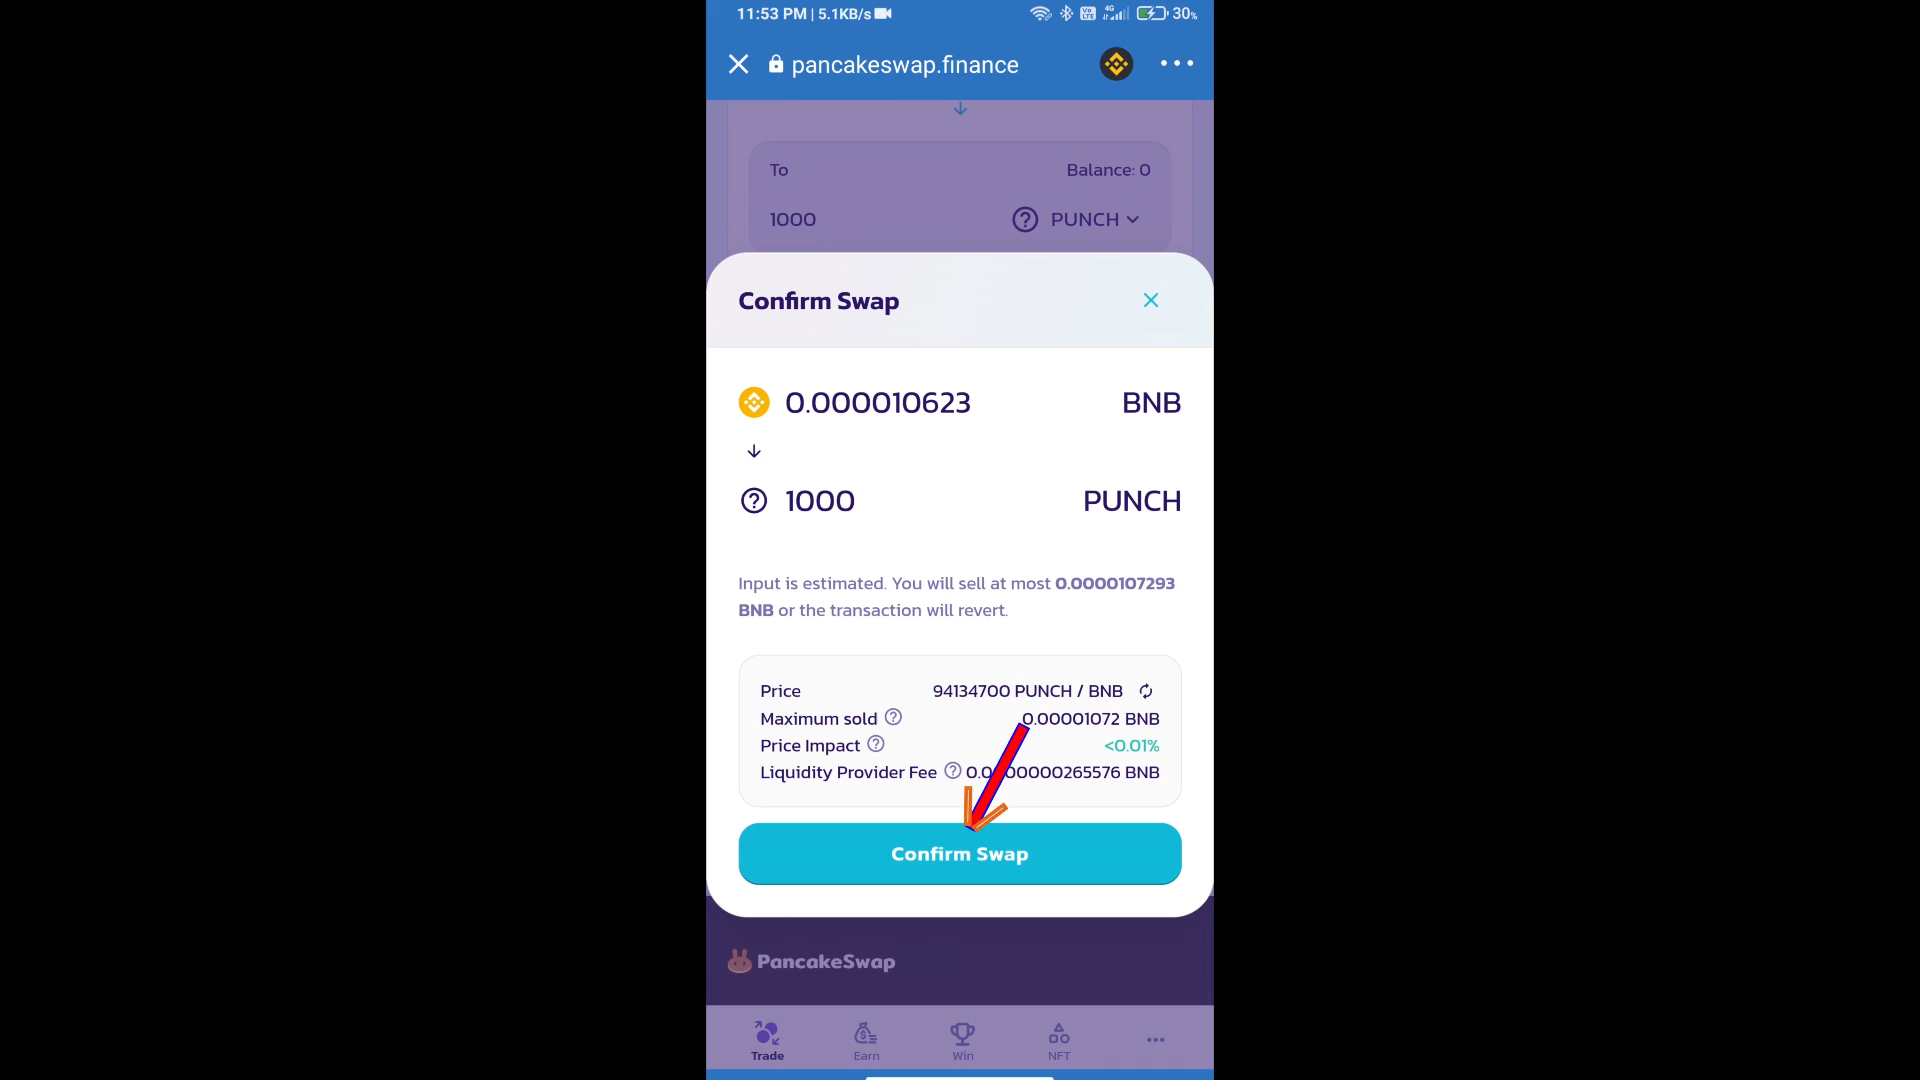 11:53 PM | 5.1KB/s
Vo LTE 4G 30%
pancakeswap.finance
To Balance: 0
1000 PUNCH
Confirm Swap
0.000010623 BNB
1000 PUNCH
Input is estimated. You will sell at most 0.0000107293
BNB or the transaction will revert.
Price 94134700 PUNCH / BNB
Maximum sold 0.00001072 BNB
Price Impact <0.01%
Liquidity Provider Fee BNB
Confirm Swap
PancakeSwap
Trade Earn Win NFT